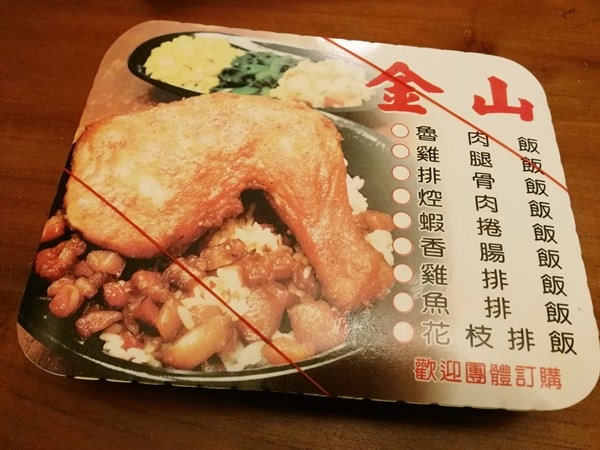 金山
○魯肉飯
○雞腿飯
○排骨飯
○焢肉飯
○蝦捲飯
○香腸飯
○雞排飯
○魚排飯
○花枝排飯
歡迎團體訂購